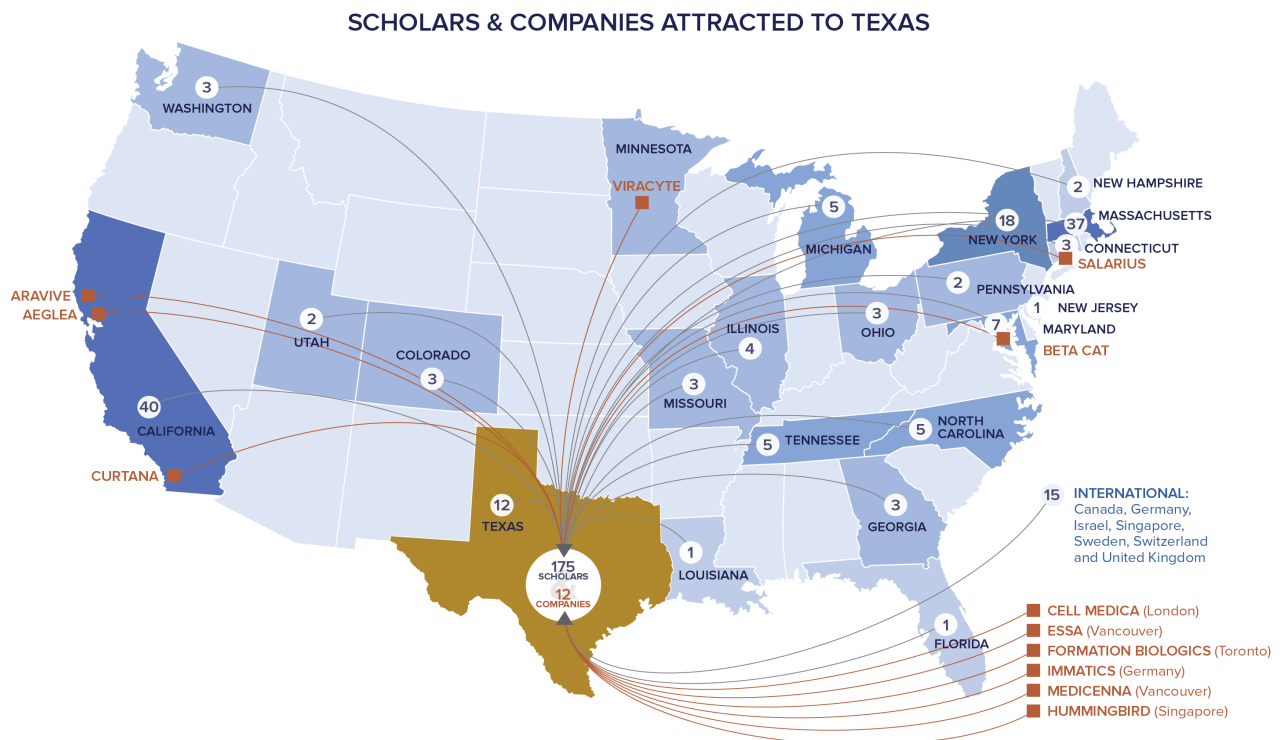 SCHOLARS & COMPANIES ATTRACTED TO TEXAS
3
WASHINGTON
MINNESOTA
VIRACYTE
5
MICHIGAN
2
NEW HAMPSHIRE
18
NEW YORK
37
MASSACHUSETTS
3
CONNECTICUT
SALARIUS
2
PENNSYLVANIA
1
NEW JERSEY
7
MARYLAND
BETA CAT
ARAVIVE
AEGLEA
2
UTAH
COLORADO
3
ILLINOIS
4
3
OHIO
3
MISSOURI
40
CALIFORNIA
CURTANA
5
TENNESSEE
5
NORTH
CAROLINA
12
TEXAS
3
GEORGIA
1
LOUISIANA
1
FLORIDA
175
SCHOLARS
&
12
COMPANIES
15
INTERNATIONAL:
Canada, Germany,
Israel, Singapore,
Sweden, Switzerland
and United Kingdom
CELL MEDICA (London)
ESSA (Vancouver)
FORMATION BIOLOGICS (Toronto)
IMMATICS (Germany)
MEDICENNA (Vancouver)
HUMMINGBIRD (Singapore)